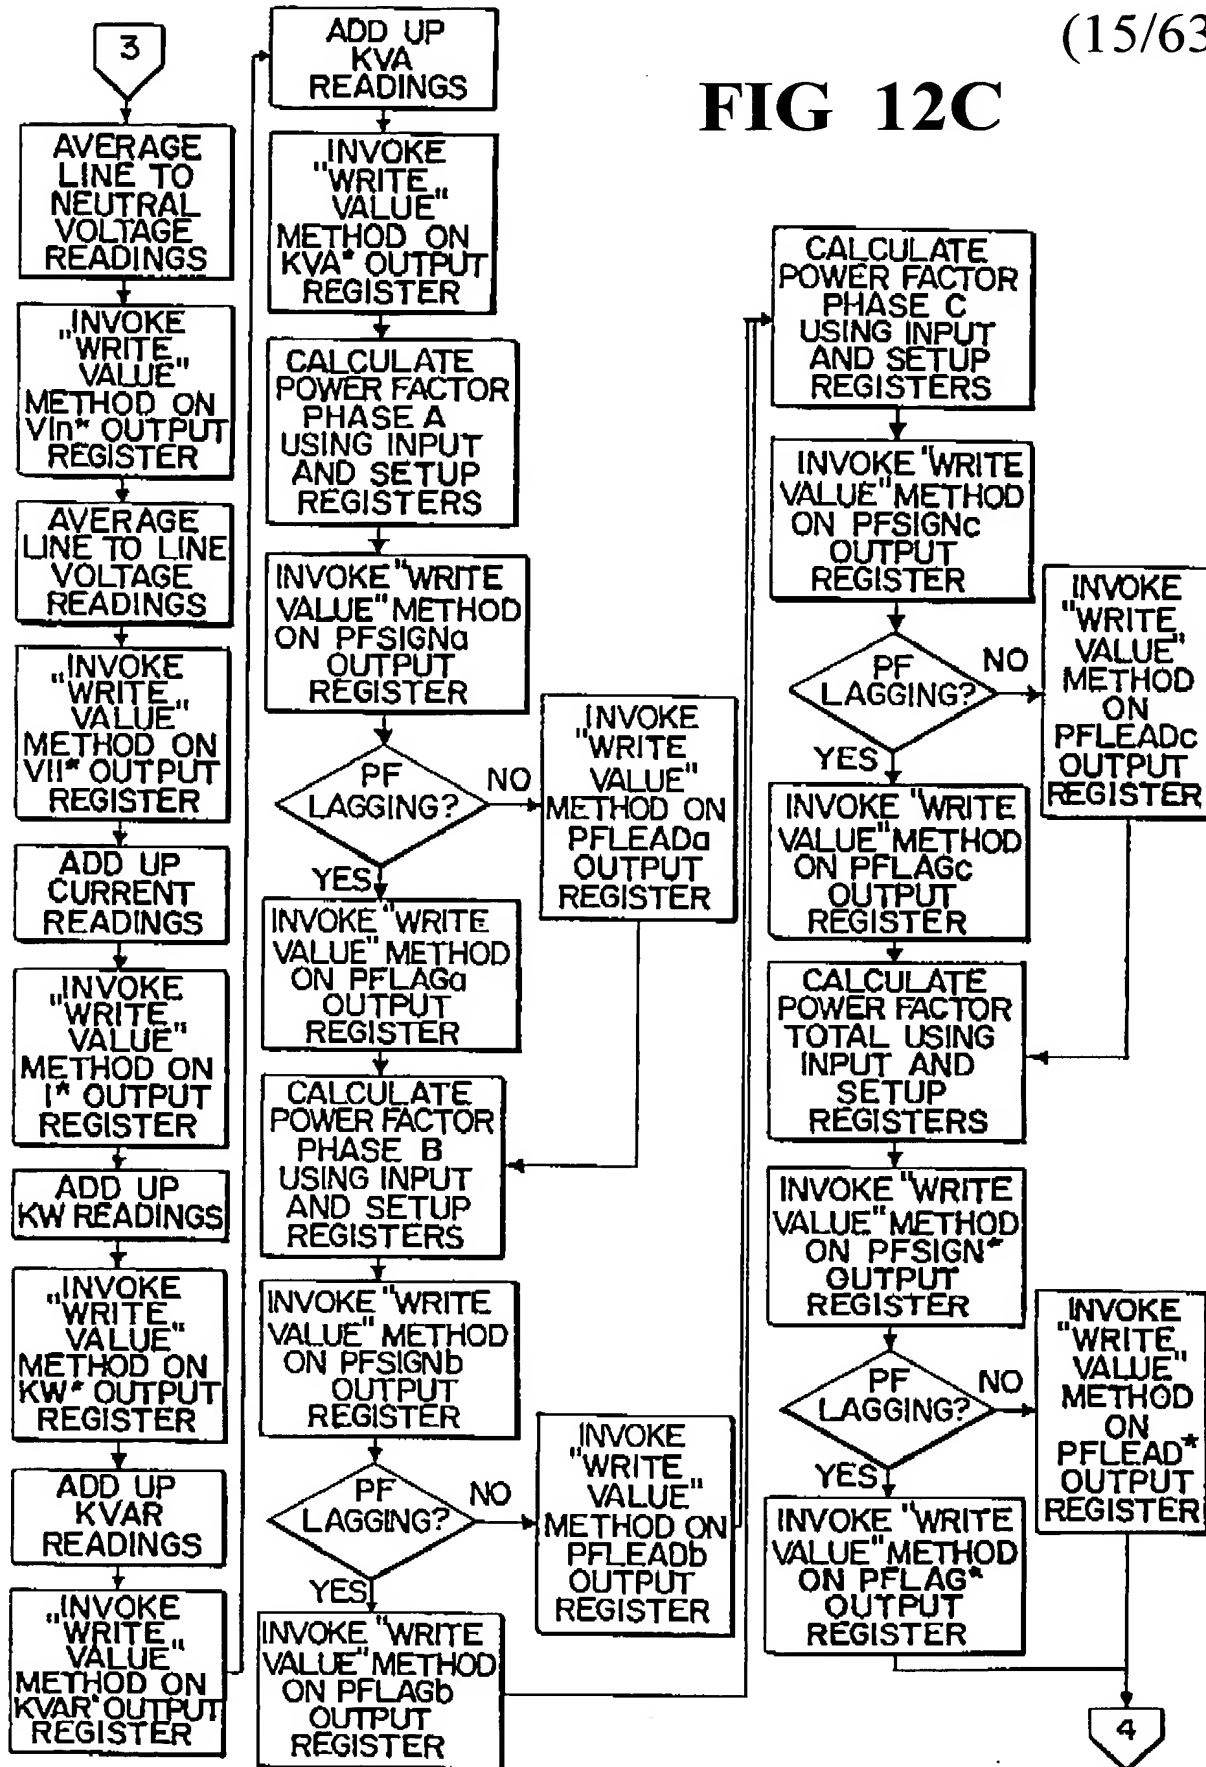 (15/63
FIG 12C
3
AVERAGE
LINE TO
NEUTRAL
VOLTAGE
READINGS
"INVOKE
"WRITE
VALUE"
METHOD ON
Vln* OUTPUT
REGISTER
AVERAGE
LINE TO LINE
VOLTAGE
READINGS
"INVOKE
"WRITE
VALUE"
METHOD ON
Vll* OUTPUT
REGISTER
ADD UP
CURRENT
READINGS
"INVOKE
"WRITE
VALUE"
METHOD ON
I* OUTPUT
REGISTER
ADD UP
KW READINGS
"INVOKE
"WRITE
VALUE"
METHOD ON
KW* OUTPUT
REGISTER
ADD UP
KVAR
READINGS
"INVOKE
"WRITE
VALUE"
METHOD ON
KVAR* OUTPUT
REGISTER
ADD UP
KVA
READINGS
"INVOKE
"WRITE
VALUE"
METHOD ON
KVA* OUTPUT
REGISTER
CALCULATE
POWER FACTOR
PHASE A
USING INPUT
AND SETUP
REGISTERS
INVOKE "WRITE
VALUE" METHOD
ON PFSIGNa
OUTPUT
REGISTER
PF
LAGGING?
NO
YES
INVOKE
"WRITE
VALUE"
METHOD ON
PFLEADa
OUTPUT
REGISTER
INVOKE "WRITE
VALUE" METHOD
ON PFLAGa
OUTPUT
REGISTER
CALCULATE
POWER FACTOR
PHASE B
USING INPUT
AND SETUP
REGISTERS
INVOKE "WRITE
VALUE" METHOD
ON PFSIGNb
OUTPUT
REGISTER
PF
LAGGING?
NO
YES
INVOKE
"WRITE
VALUE"
METHOD ON
PFLEADb
OUTPUT
REGISTER
INVOKE "WRITE
VALUE" METHOD
ON PFLAGb
OUTPUT
REGISTER
CALCULATE
POWER FACTOR
PHASE C
USING INPUT
AND SETUP
REGISTERS
INVOKE "WRITE
VALUE" METHOD
ON PFSIGNc
OUTPUT
REGISTER
PF
LAGGING?
NO
YES
INVOKE
"WRITE
VALUE"
METHOD
ON
PFLEADc
OUTPUT
REGISTER
INVOKE "WRITE
VALUE" METHOD
ON PFLAGc
OUTPUT
REGISTER
CALCULATE
POWER FACTOR
TOTAL USING
INPUT AND
SETUP
REGISTERS
INVOKE "WRITE
VALUE" METHOD
ON PFSIGN*
OUTPUT
REGISTER
PF
LAGGING?
NO
YES
INVOKE
"WRITE
VALUE"
METHOD
ON
PFLEAD*
OUTPUT
REGISTER
INVOKE "WRITE
VALUE" METHOD
ON PFLAG*
OUTPUT
REGISTER
4